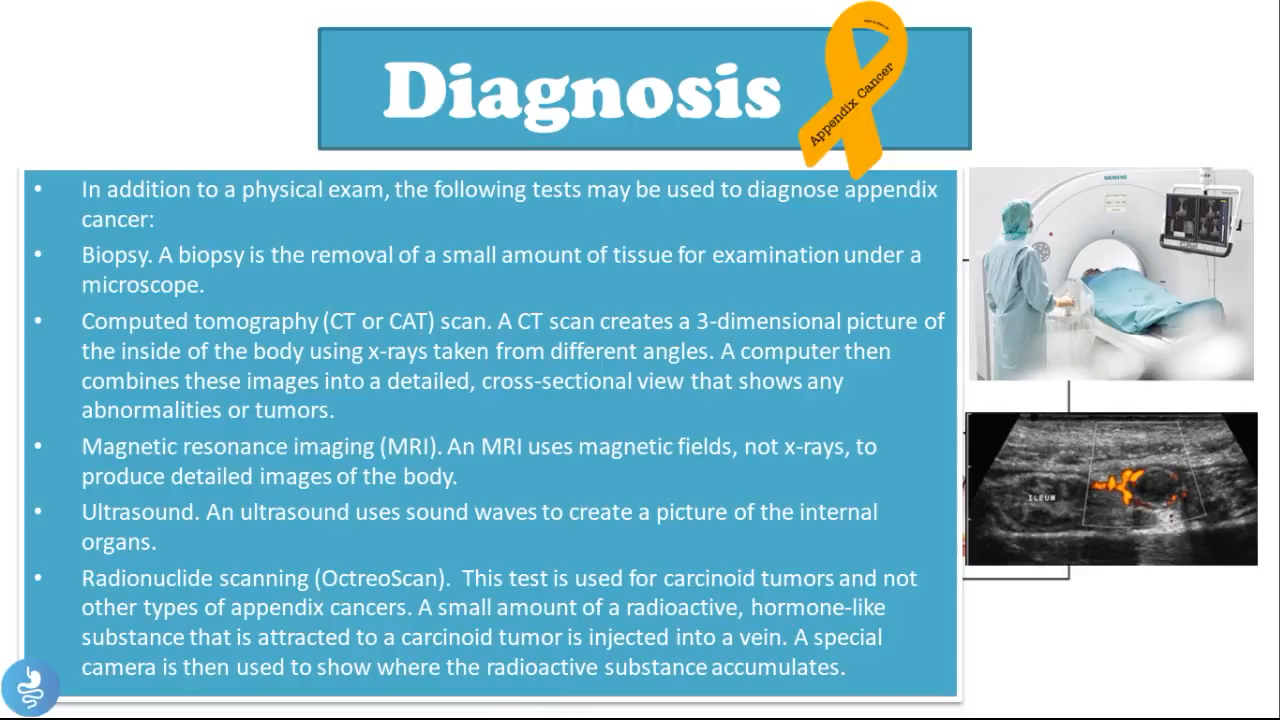 Diagnosis
Appendix Cancer
• In addition to a physical exam, the following tests may be used to diagnose appendix
cancer:
• Biopsy. A biopsy is the removal of a small amount of tissue for examination under a
microscope.
• Computed tomography (CT or CAT) scan. A CT scan creates a 3-dimensional picture of
the inside of the body using x-rays taken from different angles. A computer then
combines these images into a detailed, cross-sectional view that shows any
abnormalities or tumors.
• Magnetic resonance imaging (MRI). An MRI uses magnetic fields, not x-rays, to
produce detailed images of the body.
• Ultrasound. An ultrasound uses sound waves to create a picture of the internal
organs.
• Radionuclide scanning (OctreoScan).  This test is used for carcinoid tumors and not
other types of appendix cancers. A small amount of a radioactive, hormone-like
substance that is attracted to a carcinoid tumor is injected into a vein. A special
camera is then used to show where the radioactive substance accumulates.
SIEMENS
ILEUM